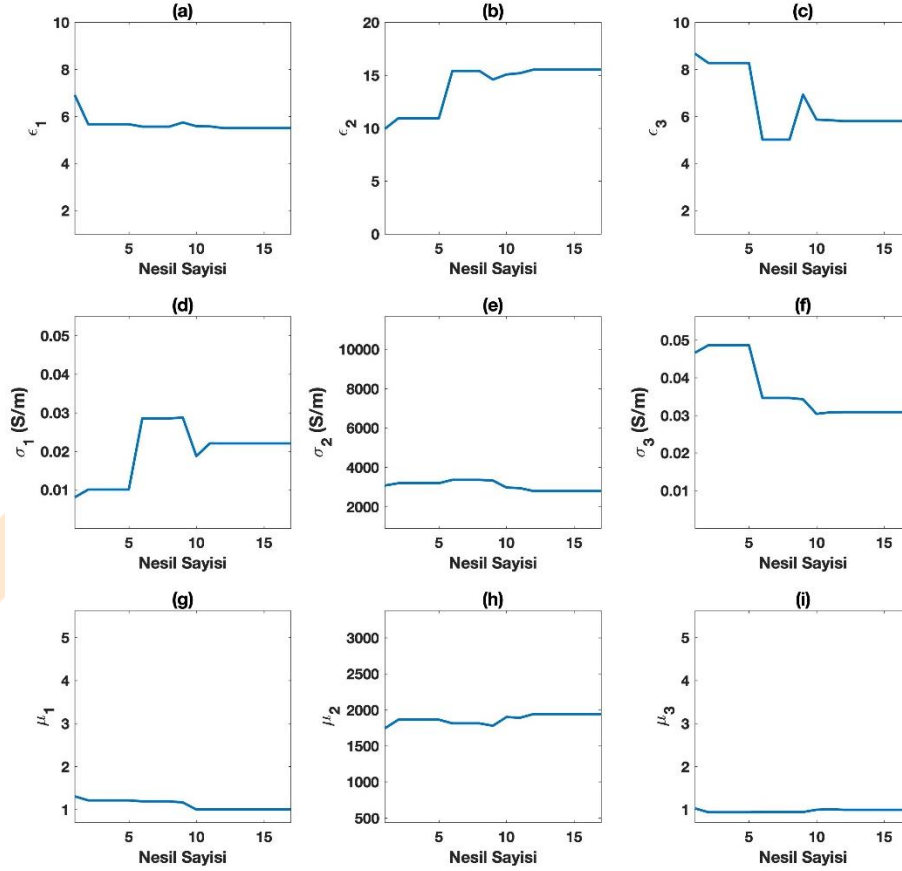 (a)
10
8
6
4
2
ϵ1
5 10 15
Nesil Sayisi
(b)
20
15
10
5
0
ϵ2
5 10 15
Nesil Sayisi
(c)
10
8
6
4
2
ϵ3
5 10 15
Nesil Sayisi
(d)
0.05
0.04
0.03
0.02
0.01
σ1 (S/m)
5 10 15
Nesil Sayisi
(e)
10000
8000
6000
4000
2000
σ2 (S/m)
5 10 15
Nesil Sayisi
(f)
0.05
0.04
0.03
0.02
0.01
σ3 (S/m)
5 10 15
Nesil Sayisi
(g)
5
4
3
2
1
μ1
5 10 15
Nesil Sayisi
(h)
3000
2500
2000
1500
1000
500
μ2
5 10 15
Nesil Sayisi
(i)
5
4
3
2
1
μ3
5 10 15
Nesil Sayisi